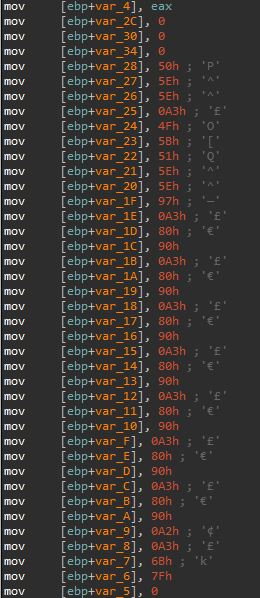 mov [ebp+var_4], eax
mov [ebp+var_2C], 0
mov [ebp+var_30], 0
mov [ebp+var_34], 0
mov [ebp+var_28], 50h ; 'P'
mov [ebp+var_27], 5Eh ; '^'
mov [ebp+var_26], 5Eh ; '^'
mov [ebp+var_25], 0A3h ; '£'
mov [ebp+var_24], 4Fh ; 'O'
mov [ebp+var_23], 5Bh ; '['
mov [ebp+var_22], 51h ; 'Q'
mov [ebp+var_21], 5Eh ; '^'
mov [ebp+var_20], 5Eh ; '^'
mov [ebp+var_1F], 97h ; '—'
mov [ebp+var_1E], 0A3h ; '£'
mov [ebp+var_1D], 80h ; '€'
mov [ebp+var_1C], 90h
mov [ebp+var_1B], 0A3h ; '£'
mov [ebp+var_1A], 80h ; '€'
mov [ebp+var_19], 90h
mov [ebp+var_18], 0A3h ; '£'
mov [ebp+var_17], 80h ; '€'
mov [ebp+var_16], 90h
mov [ebp+var_15], 0A3h ; '£'
mov [ebp+var_14], 80h ; '€'
mov [ebp+var_13], 90h
mov [ebp+var_12], 0A3h ; '£'
mov [ebp+var_11], 80h ; '€'
mov [ebp+var_10], 90h
mov [ebp+var_F], 0A3h ; '£'
mov [ebp+var_E], 80h ; '€'
mov [ebp+var_D], 90h
mov [ebp+var_C], 0A3h ; '£'
mov [ebp+var_B], 80h ; '€'
mov [ebp+var_A], 90h
mov [ebp+var_9], 0A2h ; '¢'
mov [ebp+var_8], 0A3h ; '£'
mov [ebp+var_7], 6Bh ; 'k'
mov [ebp+var_6], 7Fh
mov [ebp+var_5], 0